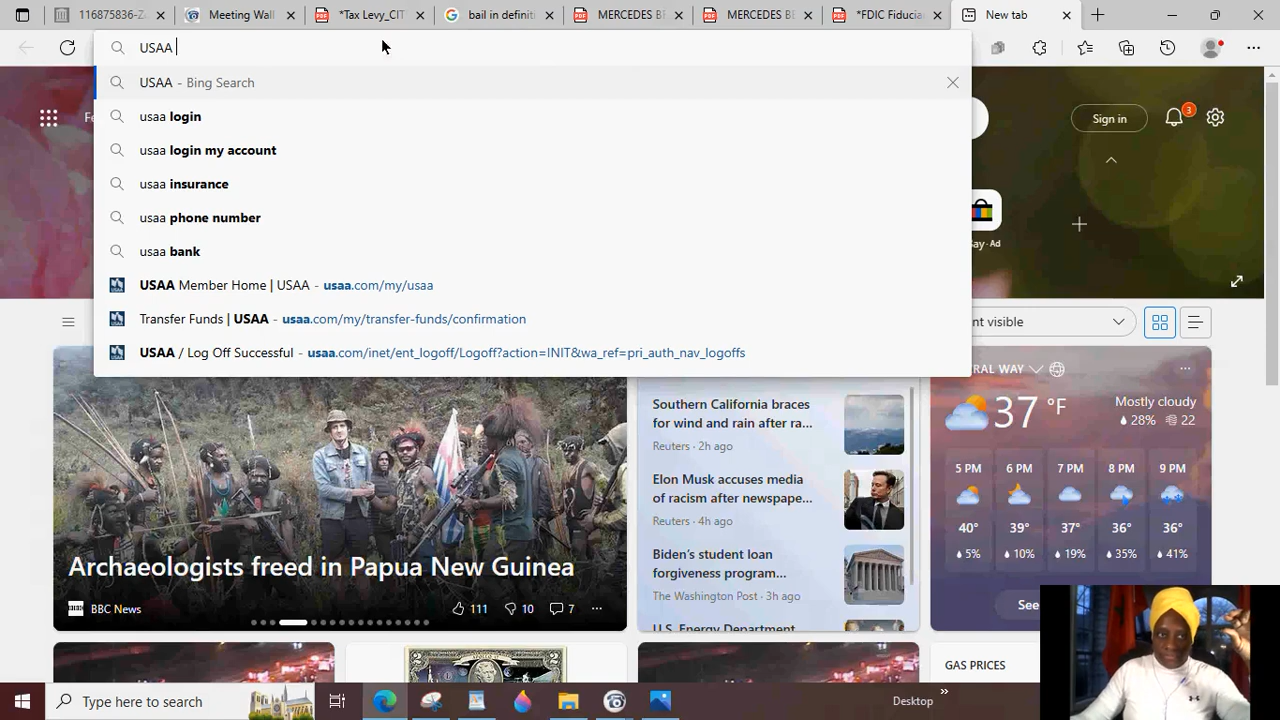 116875836-Z
Meeting Wall
*Tax Levy_CIT
bail in definiti
MERCEDES BE
*FDIC Fiducia
New tab
USAA
USAA - Bing Search
usaa login
usaa login my account
usaa insurance
usaa phone number
usaa bank
USAA Member Home | USAA - usaa.com/my/usaa
Transfer Funds | USAA - usaa.com/my/transfer-funds/confirmation
USAA / Log Off Successful - usaa.com/inet/ent_logoff/Logoff?action=INIT&wa_ref=pri_auth_nav_logoffs
Sign in
3
ay · Ad
nt visible
Archaeologists freed in Papua New Guinea
BBC News
111
10
7
Southern California braces
for wind and rain after ra...
Reuters · 2h ago
Elon Musk accuses media
of racism after newspape...
Reuters · 4h ago
Biden's student loan
forgiveness program...
The Washington Post · 3h ago
U.S. Energy Department
RAL WAY
37 °F
Mostly cloudy
28% 22
5 PM 6 PM 7 PM 8 PM 9 PM
40° 39° 37° 36° 36°
5% 10% 19% 35% 41%
See
GAS PRICES
Type here to search
Desktop